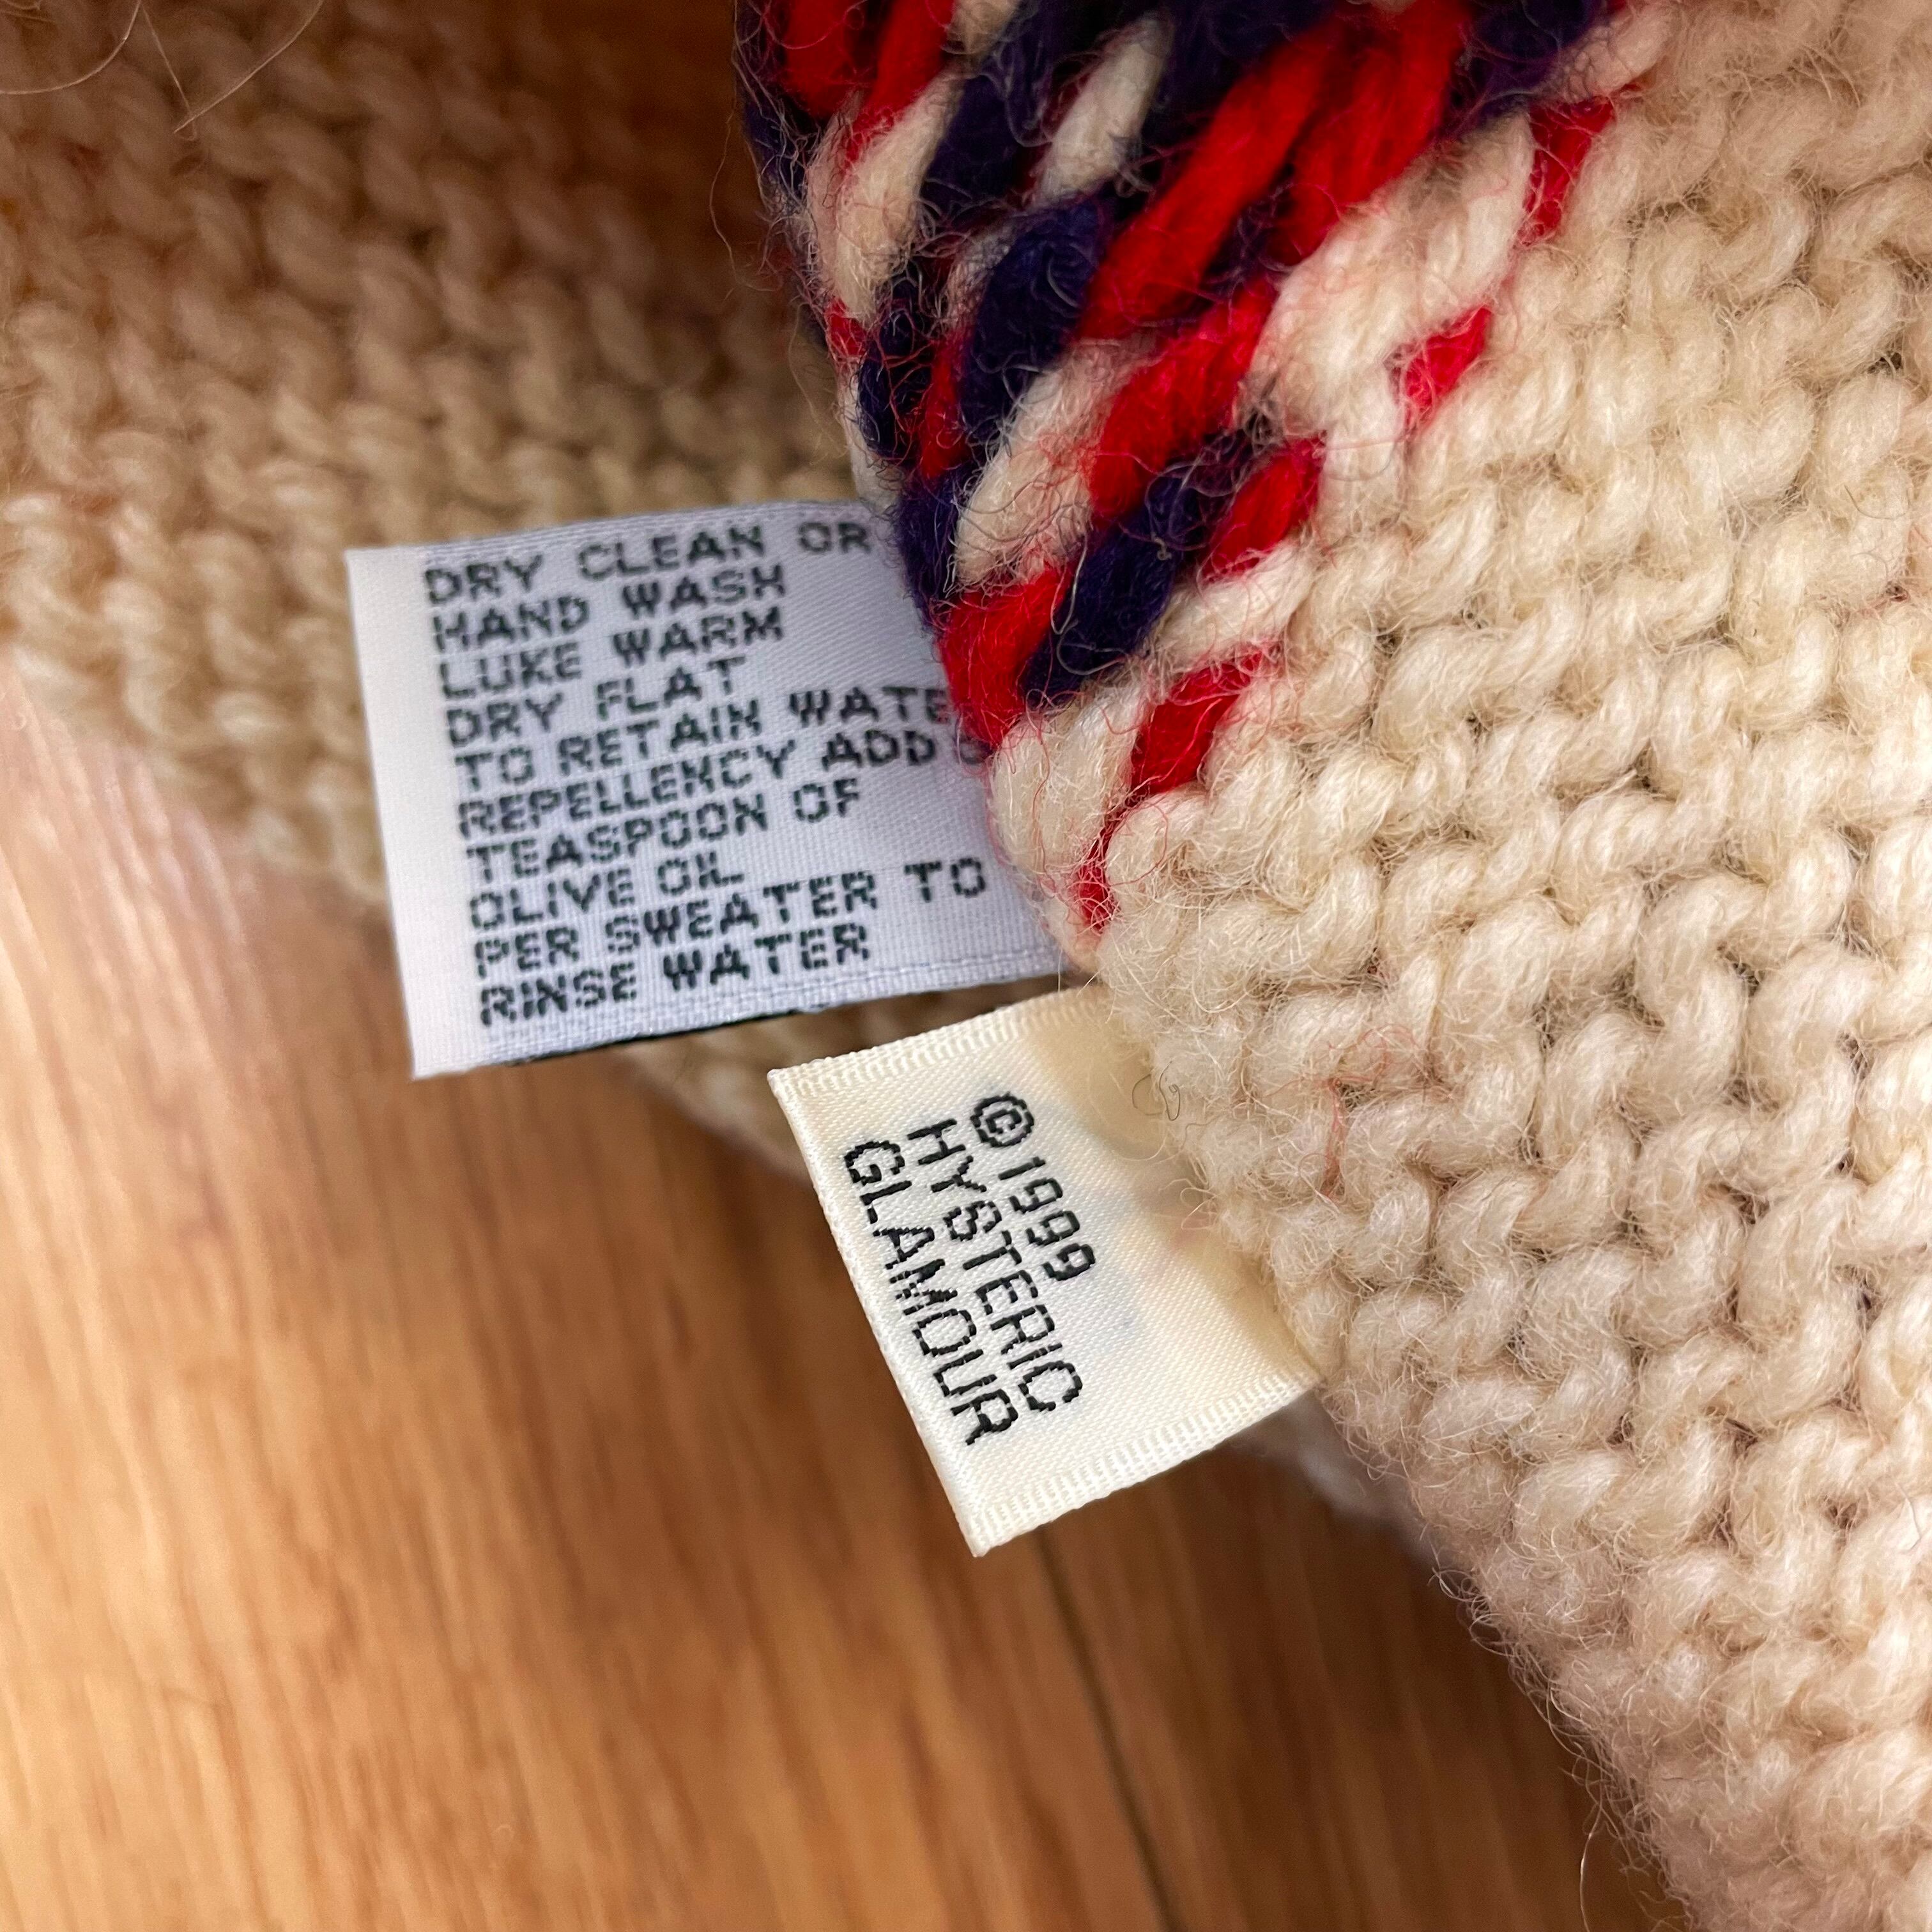 DRY CLEAN OR
HAND WASH
LUKE WARM
DRY FLAT
TO RETAIN WATE
REPELLENCY ADD
TEASPOON OF
OLIVE OIL
PER SWEATER TO
RINSE WATER
© 1999
HYSTERIC
GLAMOUR